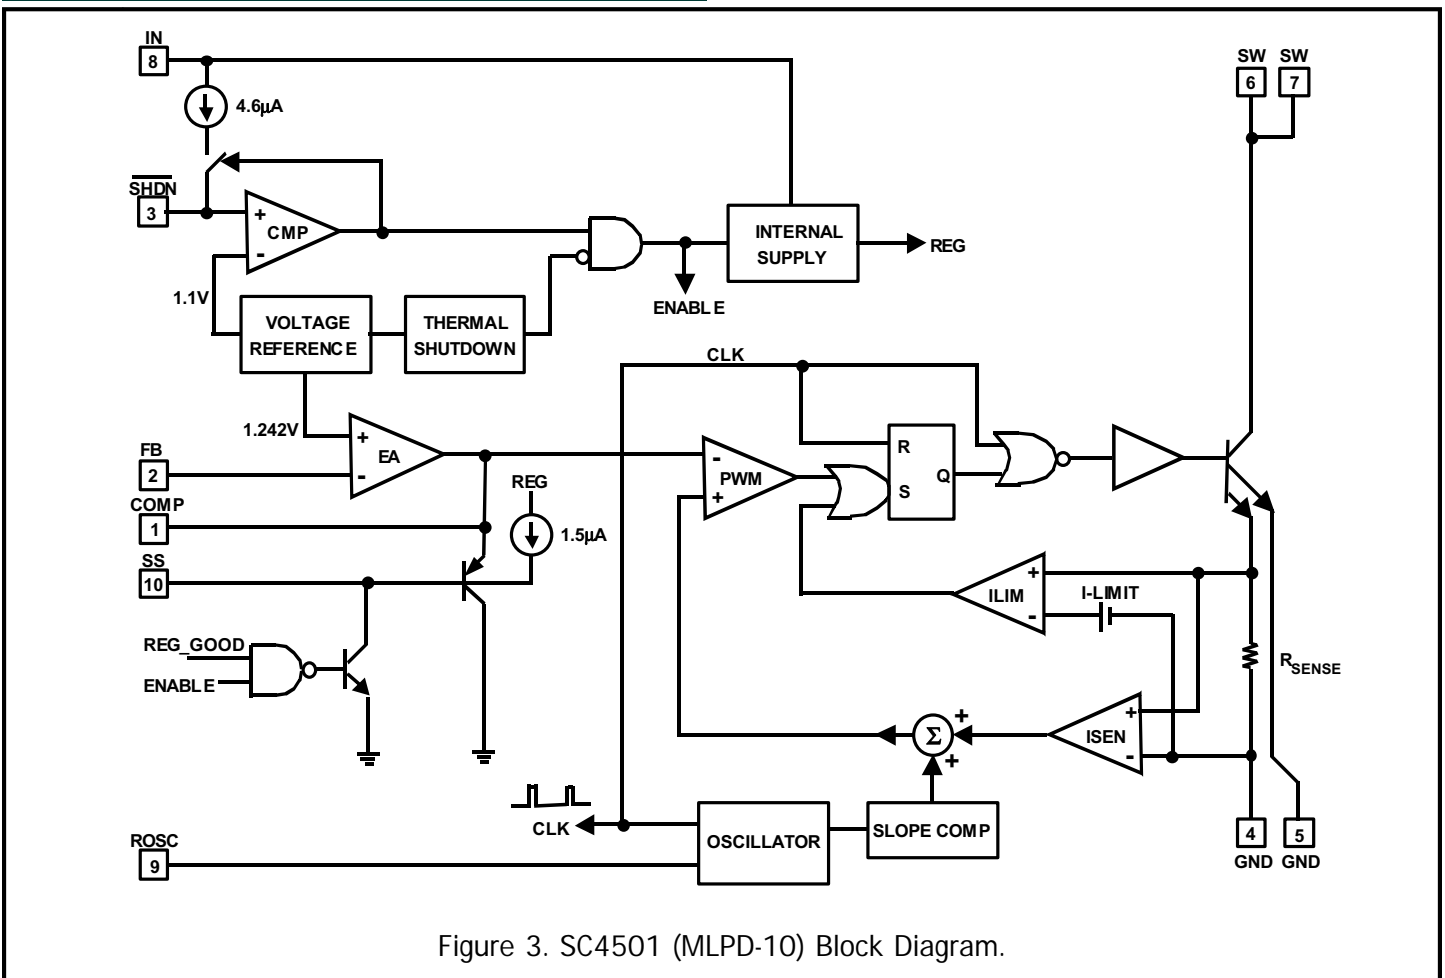 IN
8
4.6µA
SHDN
3
+
CMP
-
1.1V
VOLTAGE
REFERENCE
THERMAL
SHUTDOWN
ENABLE
INTERNAL
SUPPLY
REG
SW
6
SW
7
CLK
1.242V
+
EA
-
FB
2
COMP
1
SS
10
REG
1.5µA
-
PWM
+
R
S
Q
+
ILIM
-
I-LIMIT
R SENSE
REG_GOOD
ENABLE
+
Σ
+
+
ISEN
-
CLK
OSCILLATOR
SLOPE COMP
ROSC
9
4
GND
5
GND
Figure 3. SC4501 (MLPD-10) Block Diagram.